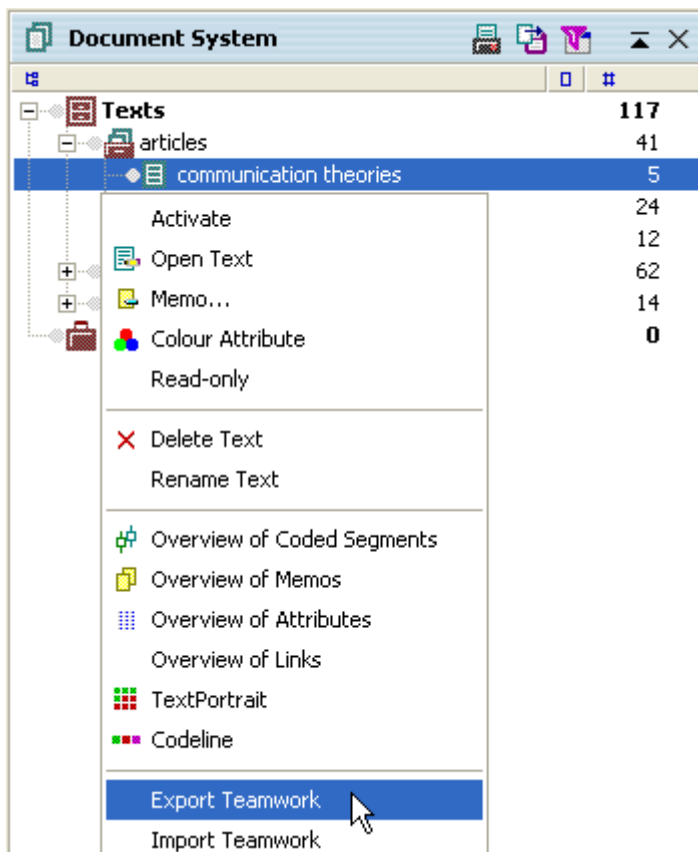 Document System
#
Texts 117
articles 41
communication theories 5
24
Activate
12
Open Text
62
Memo...
14
Colour Attribute
0
Read-only
Delete Text
Rename Text
Overview of Coded Segments
Overview of Memos
Overview of Attributes
Overview of Links
TextPortrait
Codeline
Export Teamwork
Import Teamwork